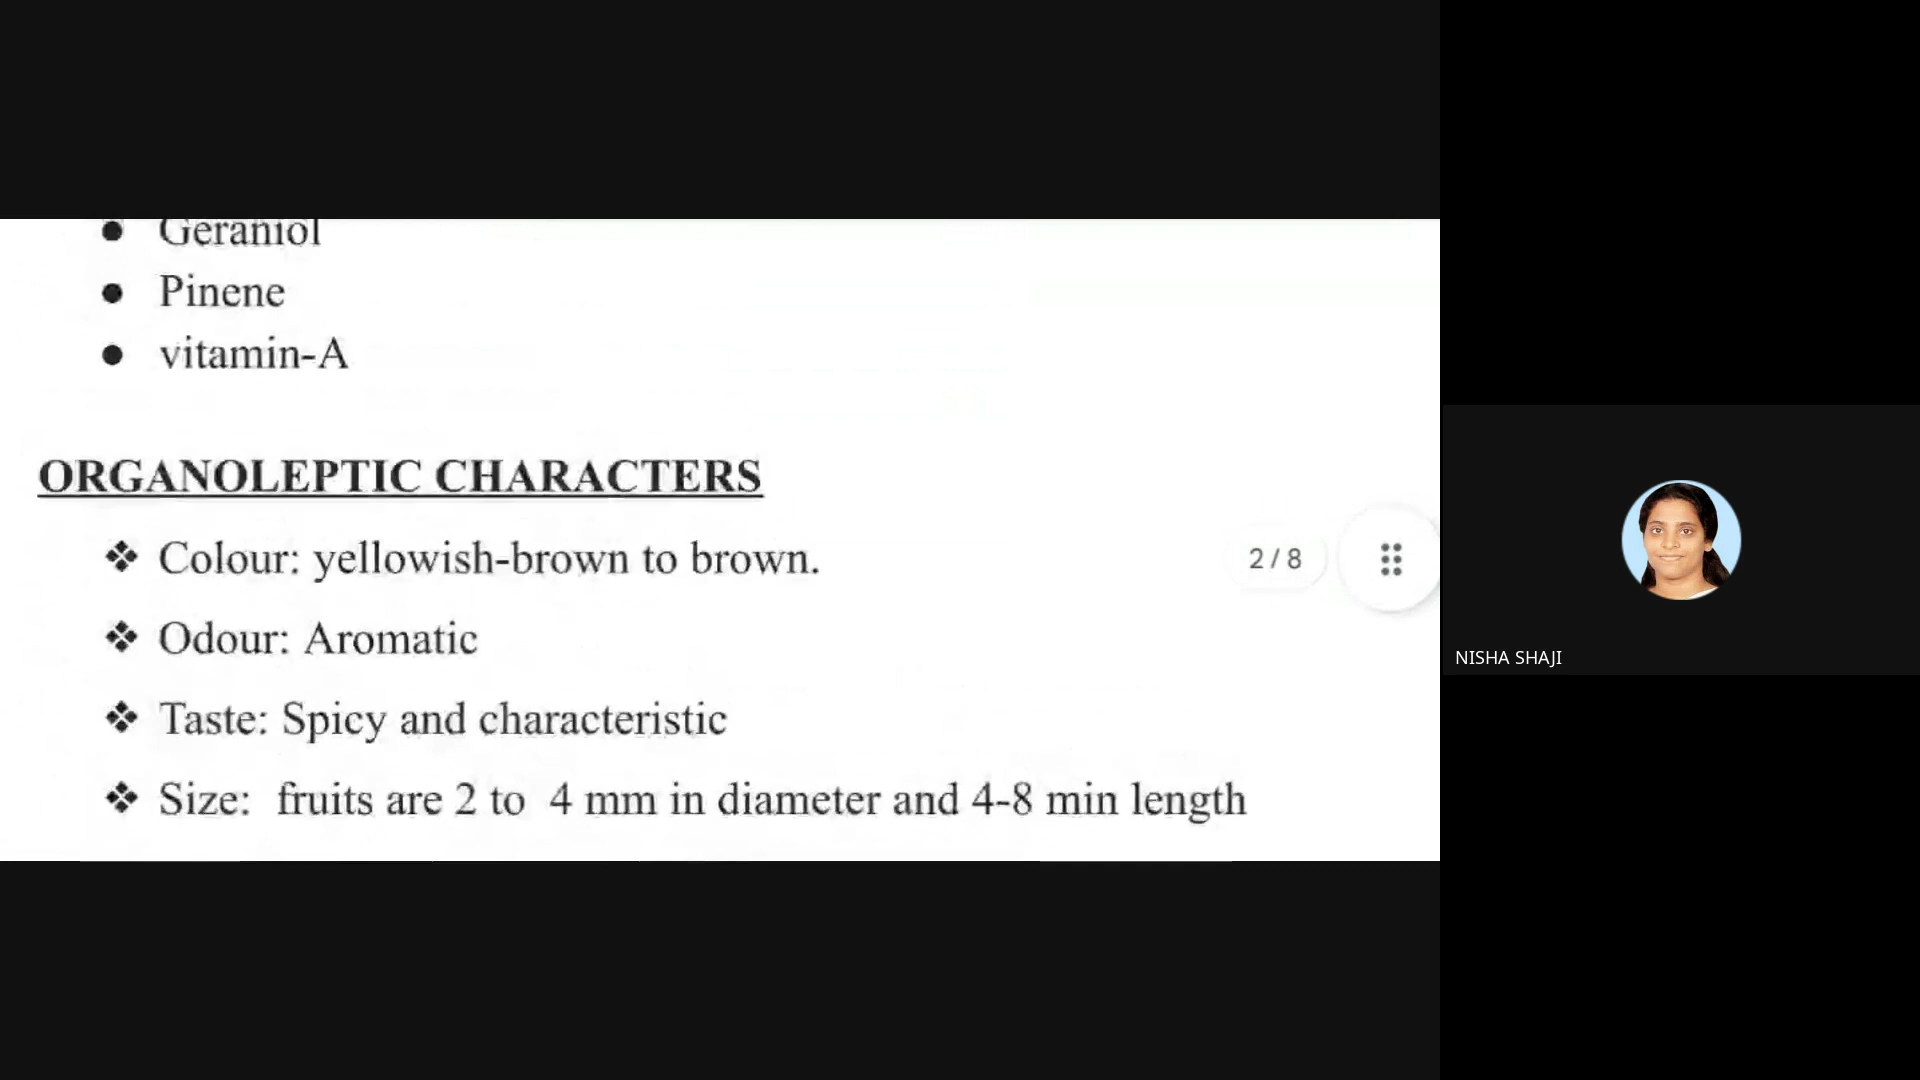 ● Geraniol
● Pinene
● vitamin-A
ORGANOLEPTIC CHARACTERS
❖ Colour: yellowish-brown to brown.
❖ Odour: Aromatic
❖ Taste: Spicy and characteristic
❖ Size: fruits are 2 to 4 mm in diameter and 4-8 min length
2 / 8
NISHA SHAJI